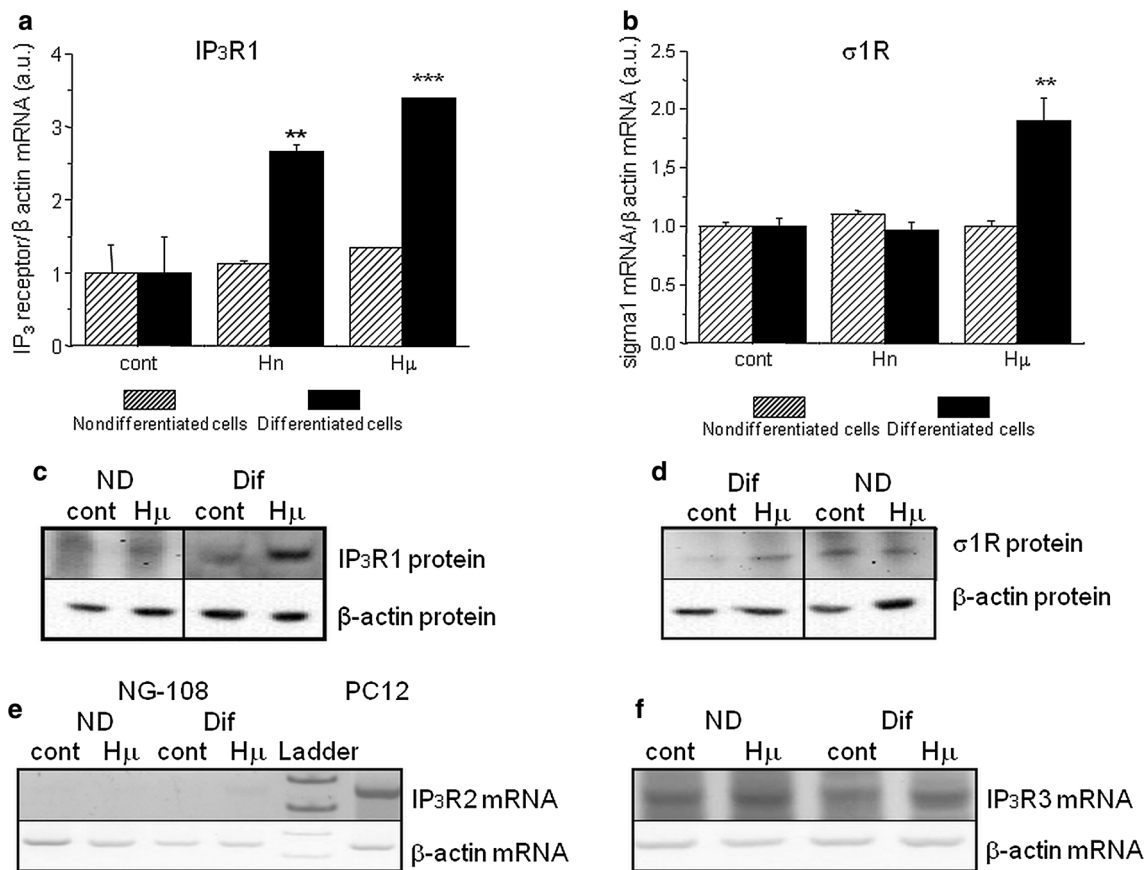 a
IP₃R1
IP₃ receptor/β actin mRNA (a.u.)
4
3
2
1
0
***
**
cont Hn Hµ
Nondifferentiated cells Differentiated cells
b
σ1R
sigma1 mRNA/β actin mRNA (a.u.)
2.5
2.0
1.5
1.0
0.5
0.0
**
cont Hn Hµ
Nondifferentiated cells Differentiated cells
c
ND Dif
cont Hµ cont Hµ
IP₃R1 protein
β-actin protein
d
Dif ND
cont Hµ cont Hµ
σ1R protein
β-actin protein
e
NG-108 PC12
ND Dif
cont Hµ cont Hµ Ladder
IP₃R2 mRNA
β-actin mRNA
f
ND Dif
cont Hµ cont Hµ
IP₃R3 mRNA
β-actin mRNA